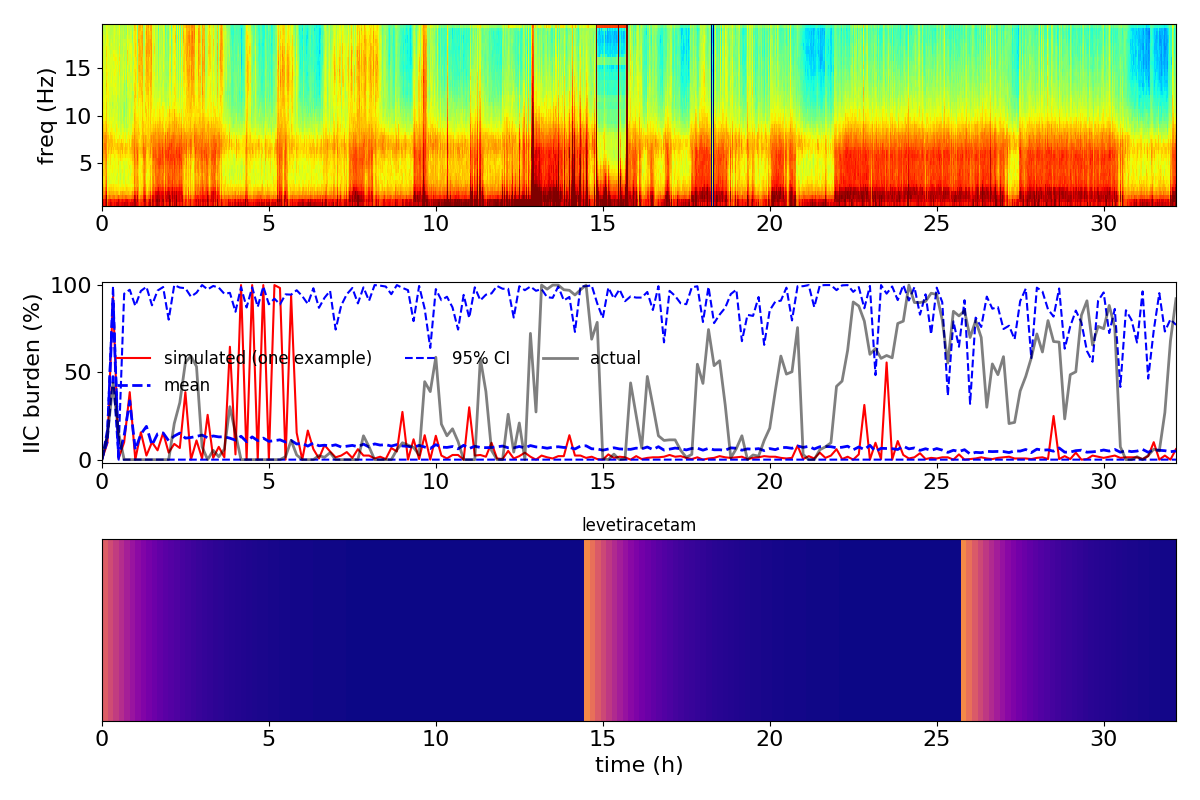 15
10
5
freq (Hz)
0 5 10 15 20 25 30
100
50
0
IIC burden (%)
simulated (one example) 95% CI actual
mean
0 5 10 15 20 25 30
levetiracetam
0 5 10 15 20 25 30
time (h)